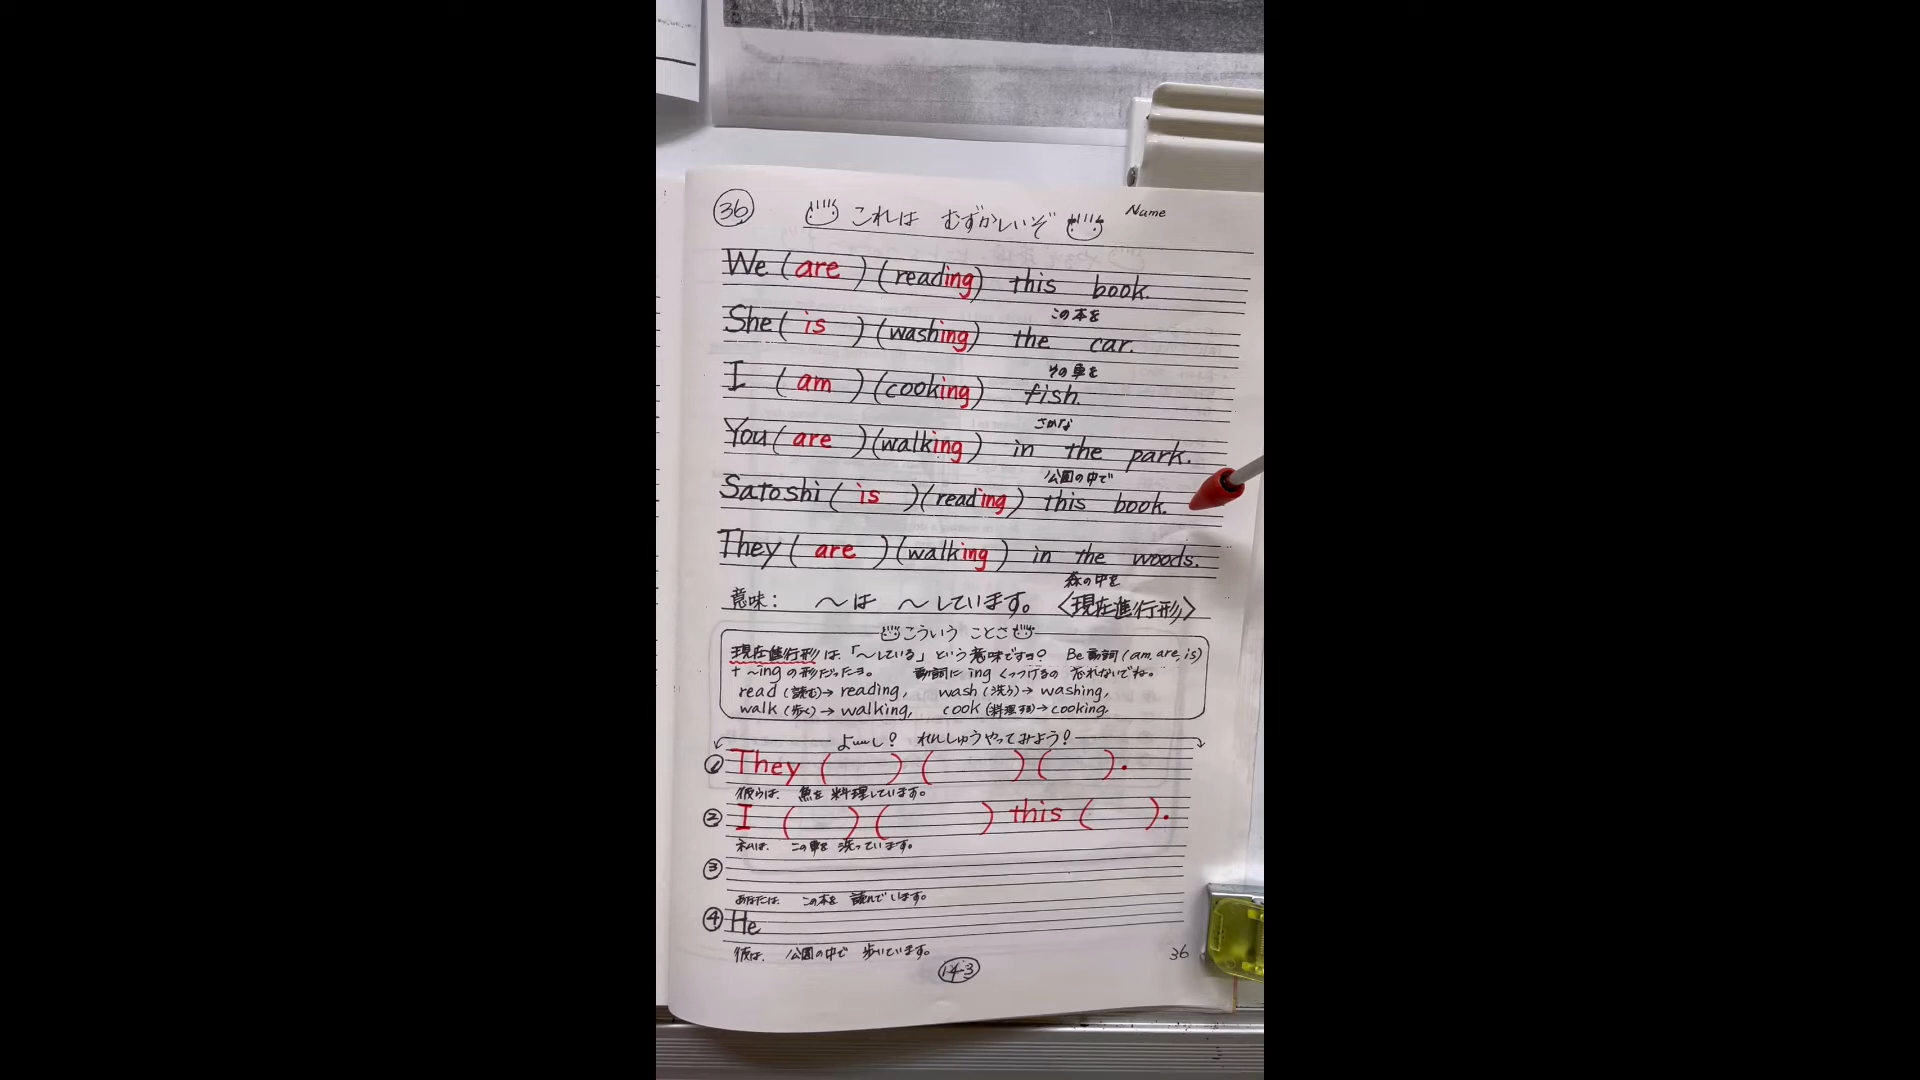 36 これは むずかしいぞ Name
We ( are ) (reading) this book.
この本を
She ( is ) (washing) the car.
その車を
I ( am ) (cooking) fish.
さかな
You ( are ) (walking) in the park.
公園の中で
Satoshi ( is ) (reading) this book.
They ( are ) (walking) in the woods.
森の中を
意味: 〜は 〜しています。〈現在進行形〉
こういう ことさ
現在進行形は、「〜している」という意味ですョ? Be動詞(am, are, is)
+ 〜ingの形だったョ。 動詞に ing くっつけるの 忘れないでね。
read (読む)→ reading, wash (洗う)→ washing,
walk (歩く)→ walking, cook (料理する)→ cooking.
よーし? れんしゅうやってみよう!
① They ( ) ( ) ( ).
彼らは、 魚を 料理しています。
② I ( ) ( ) this ( ).
私は、 この車を 洗っています。
③
あなたは、 この本を 読んでいます。
④ He
彼は、 公園の中で 歩いています。
36
143